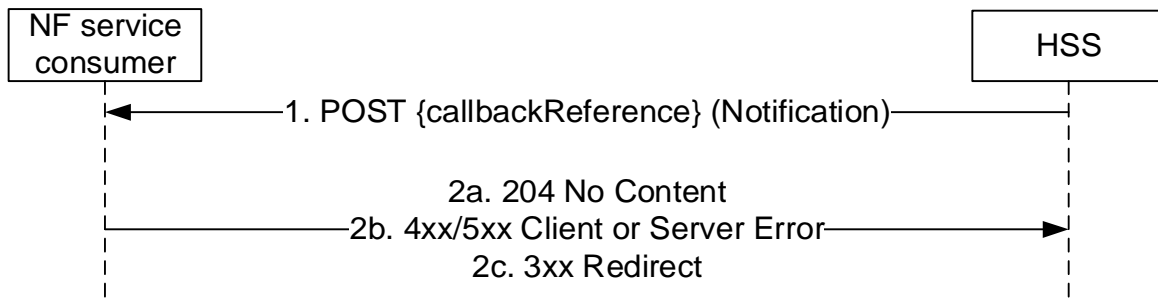 NF service
consumer
HSS
1. POST {callbackReference} (Notification)
2a. 204 No Content
2b. 4xx/5xx Client or Server Error
2c. 3xx Redirect